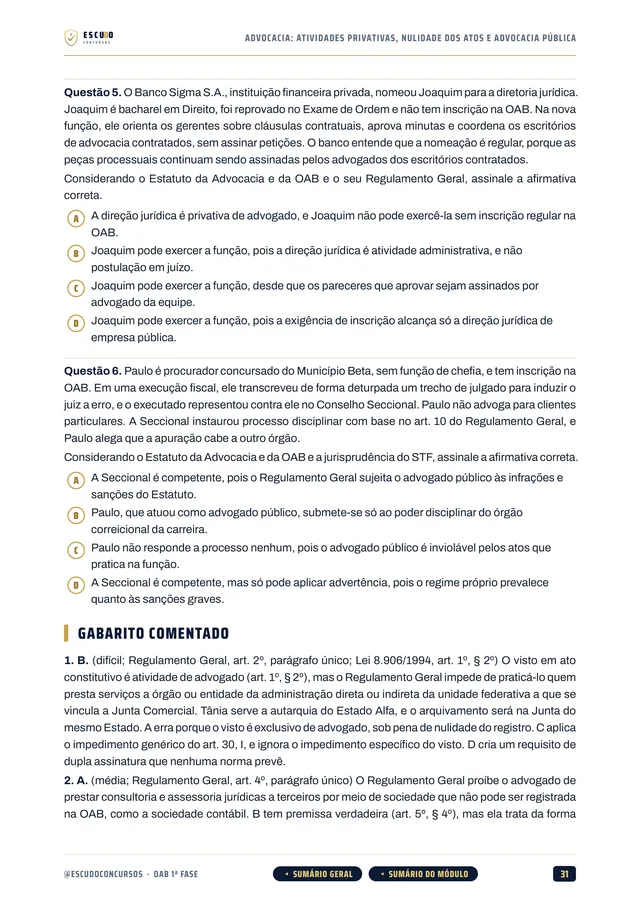 ESCUDO
CONCURSOS
ADVOCACIA: ATIVIDADES PRIVATIVAS, NULIDADE DOS ATOS E ADVOCACIA PÚBLICA
Questão 5. O Banco Sigma S.A., instituição financeira privada, nomeou Joaquim para a diretoria jurídica.
Joaquim é bacharel em Direito, foi reprovado no Exame de Ordem e não tem inscrição na OAB. Na nova
função, ele orienta os gerentes sobre cláusulas contratuais, aprova minutas e coordena os escritórios
de advocacia contratados, sem assinar petições. O banco entende que a nomeação é regular, porque as
peças processuais continuam sendo assinadas pelos advogados dos escritórios contratados.
Considerando o Estatuto da Advocacia e da OAB e o seu Regulamento Geral, assinale a afirmativa
correta.
A A direção jurídica é privativa de advogado, e Joaquim não pode exercê-la sem inscrição regular na
OAB.
B Joaquim pode exercer a função, pois a direção jurídica é atividade administrativa, e não
postulação em juízo.
C Joaquim pode exercer a função, desde que os pareceres que aprovar sejam assinados por
advogado da equipe.
D Joaquim pode exercer a função, pois a exigência de inscrição alcança só a direção jurídica de
empresa pública.
Questão 6. Paulo é procurador concursado do Município Beta, sem função de chefia, e tem inscrição na
OAB. Em uma execução fiscal, ele transcreveu de forma deturpada um trecho de julgado para induzir o
juiz a erro, e o executado representou contra ele no Conselho Seccional. Paulo não advoga para clientes
particulares. A Seccional instaurou processo disciplinar com base no art. 10 do Regulamento Geral, e
Paulo alega que a apuração cabe a outro órgão.
Considerando o Estatuto da Advocacia e da OAB e a jurisprudência do STF, assinale a afirmativa correta.
A A Seccional é competente, pois o Regulamento Geral sujeita o advogado público às infrações e
sanções do Estatuto.
B Paulo, que atuou como advogado público, submete-se só ao poder disciplinar do órgão
correicional da carreira.
C Paulo não responde a processo nenhum, pois o advogado público é inviolável pelos atos que
pratica na função.
D A Seccional é competente, mas só pode aplicar advertência, pois o regime próprio prevalece
quanto às sanções graves.
GABARITO COMENTADO
1. B. (difícil; Regulamento Geral, art. 2º, parágrafo único; Lei 8.906/1994, art. 1º, § 2º) O visto em ato
constitutivo é atividade de advogado (art. 1º, § 2º), mas o Regulamento Geral impede de praticá-lo quem
presta serviços a órgão ou entidade da administração direta ou indireta da unidade federativa a que se
vincula a Junta Comercial. Tânia serve a autarquia do Estado Alfa, e o arquivamento será na Junta do
mesmo Estado. A erra porque o visto é exclusivo de advogado, sob pena de nulidade do registro. C aplica
o impedimento genérico do art. 30, I, e ignora o impedimento específico do visto. D cria um requisito de
dupla assinatura que nenhuma norma prevê.
2. A. (média; Regulamento Geral, art. 4º, parágrafo único) O Regulamento Geral proíbe o advogado de
prestar consultoria e assessoria jurídicas a terceiros por meio de sociedade que não pode ser registrada
na OAB, como a sociedade contábil. B tem premissa verdadeira (art. 5º, § 4º), mas ela trata da forma
@ESCUDOCONCURSOS · OAB 1ª FASE
SUMÁRIO GERAL
SUMÁRIO DO MÓDULO
31